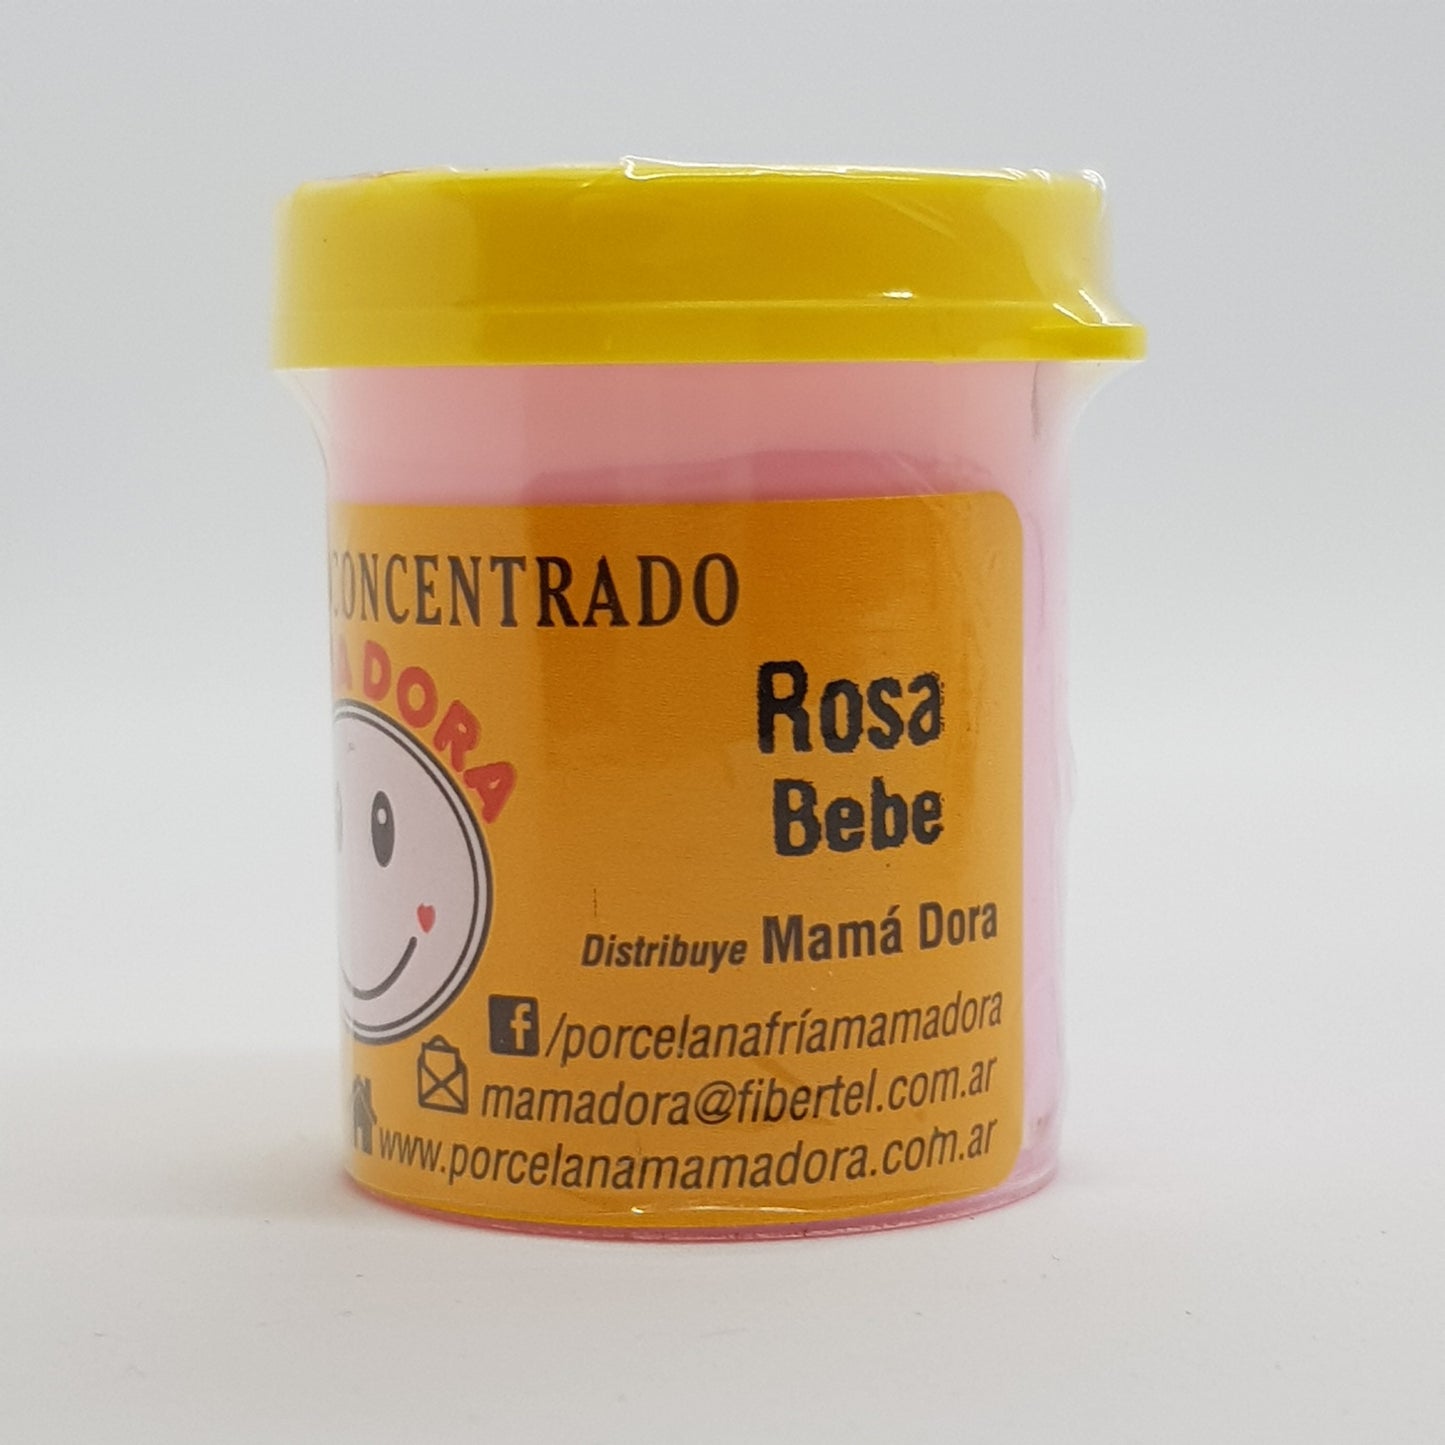 CONCENTRADO
A DORA
Rosa
Bebe
Distribuye Mamá Dora
f/porcelanafríamamadora
mamadora@fibertel.com.ar
www.porcelanamamadora.com.ar